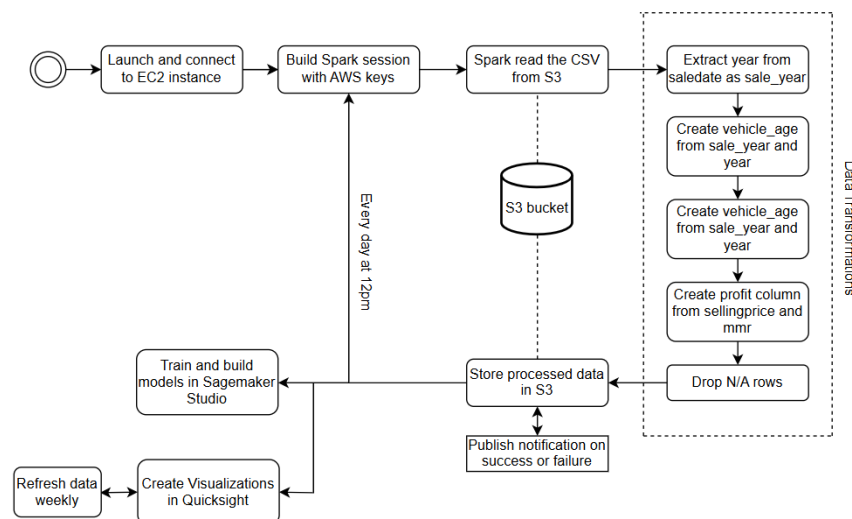 Launch and connect
to EC2 instance
Build Spark session
with AWS keys
Spark read the CSV
from S3
Extract year from
saledate as sale_year
Create vehicle_age
from sale_year and
year
Create vehicle_age
from sale_year and
year
Create profit column
from sellingprice and
mmr
Drop N/A rows
Data Transformations
S3 bucket
Every day at 12pm
Store processed data
in S3
Publish notification on
success or failure
Train and build
models in Sagemaker
Studio
Create Visualizations
in Quicksight
Refresh data
weekly